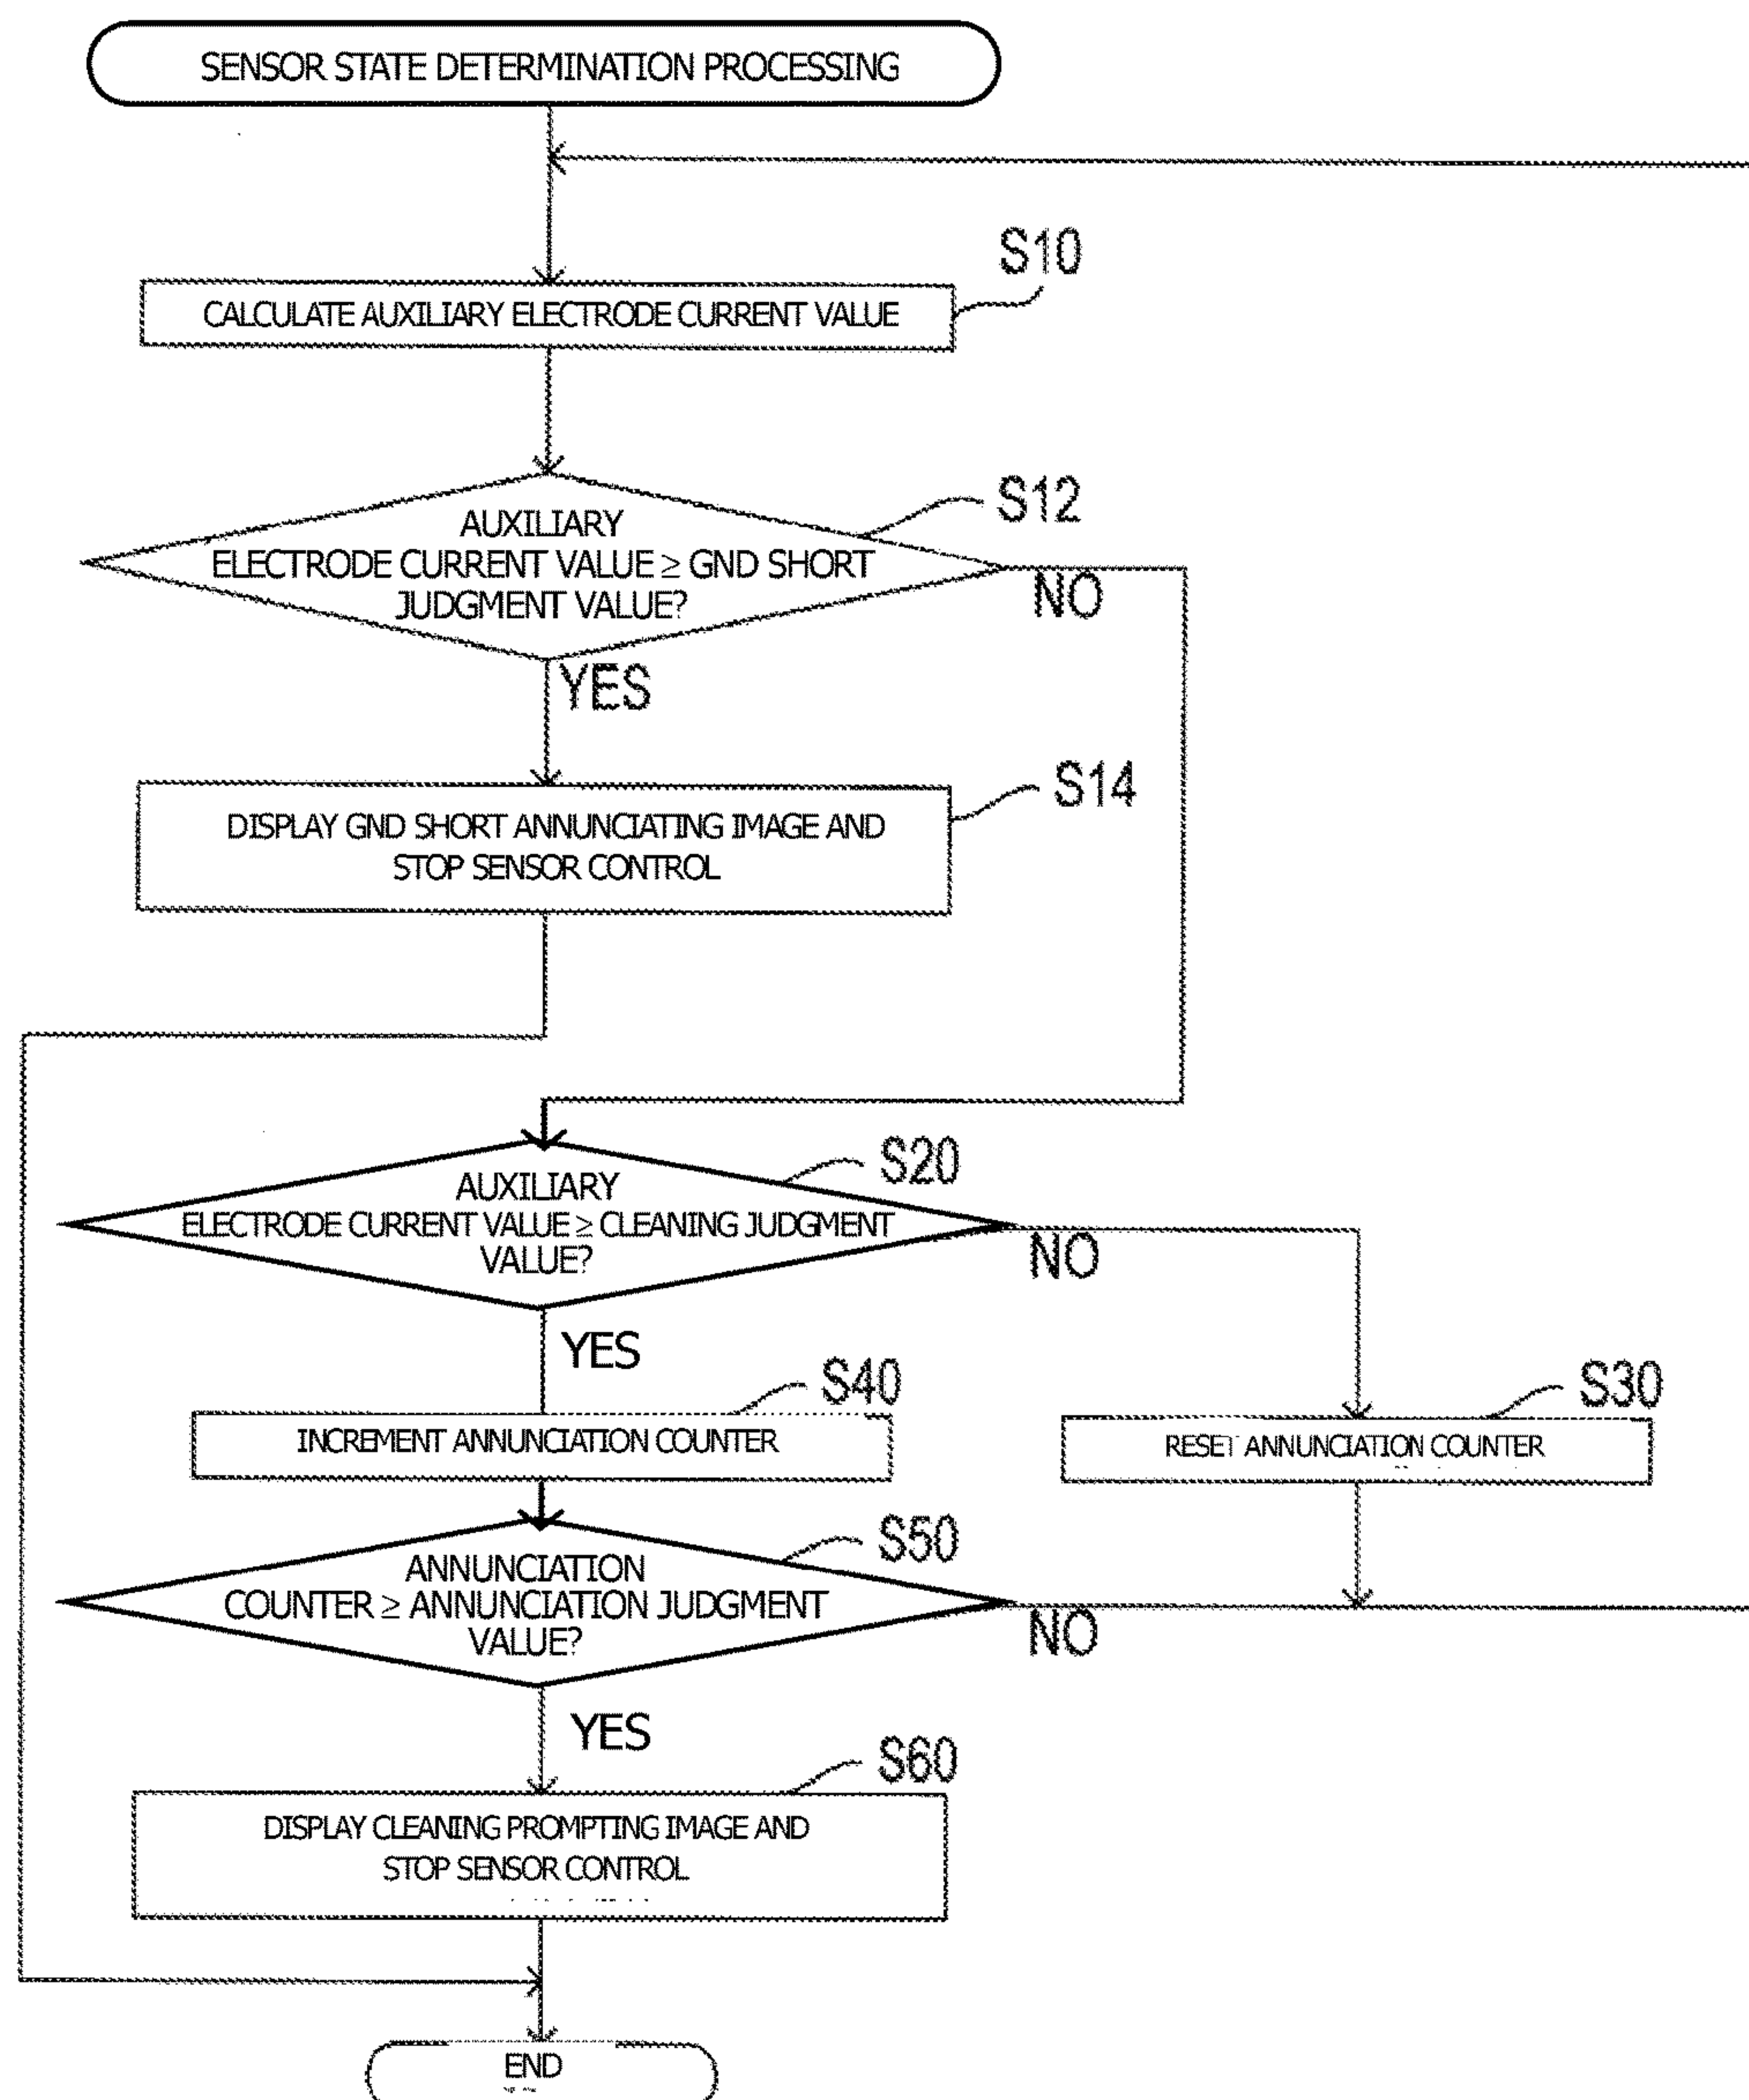 SENSOR STATE DETERMINATION PROCESSING
S10
CALCULATE AUXILIARY ELECTRODE CURRENT VALUE
S12
AUXILIARY
ELECTRODE CURRENT VALUE ≥ GND SHORT
JUDGMENT VALUE?
NO
YES
S14
DISPLAY GND SHORT ANNUNCIATING IMAGE AND
STOP SENSOR CONTROL
S20
AUXILIARY
ELECTRODE CURRENT VALUE ≥ CLEANING JUDGMENT
VALUE?
NO
YES
S40
INCREMENT ANNUNCIATION COUNTER
S30
RESET ANNUNCIATION COUNTER
S50
ANNUNCIATION
COUNTER ≥ ANNUNCIATION JUDGMENT
VALUE?
NO
YES
S60
DISPLAY CLEANING PROMPTING IMAGE AND
STOP SENSOR CONTROL
END